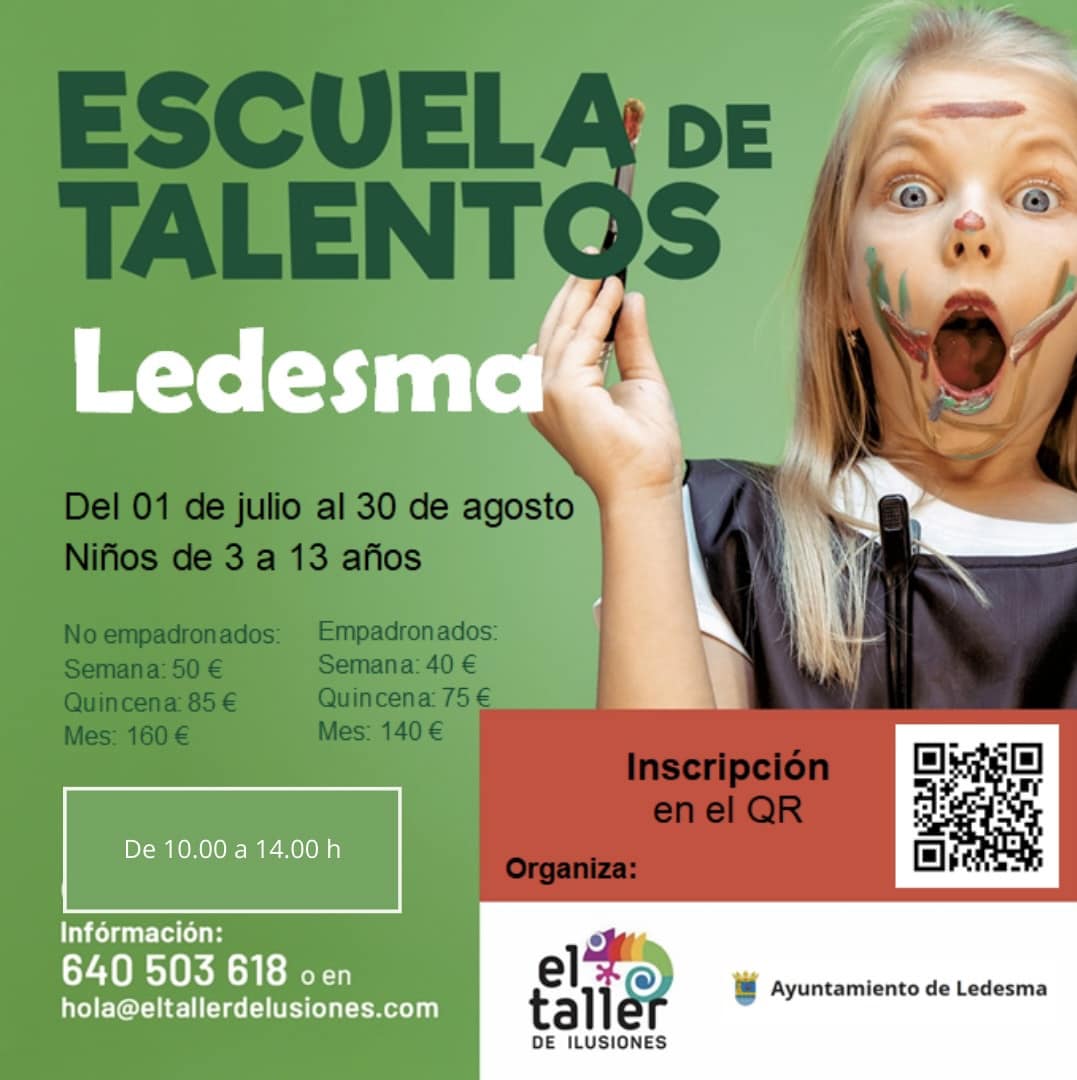 ESCUELA DE
TALENTOS
Ledesma
Del 01 de julio al 30 de agosto
Niños de 3 a 13 años
No empadronados:
Semana: 50 €
Quincena: 85 €
Mes: 160 €
Empadronados:
Semana: 40 €
Quincena: 75 €
Mes: 140 €
De 10.00 a 14.00 h
Infórmación:
640 503 618 o en
hola@eltallerdelusiones.com
Inscripción
en el QR
Organiza:
el
taller
DE ILUSIONES
Ayuntamiento de Ledesma